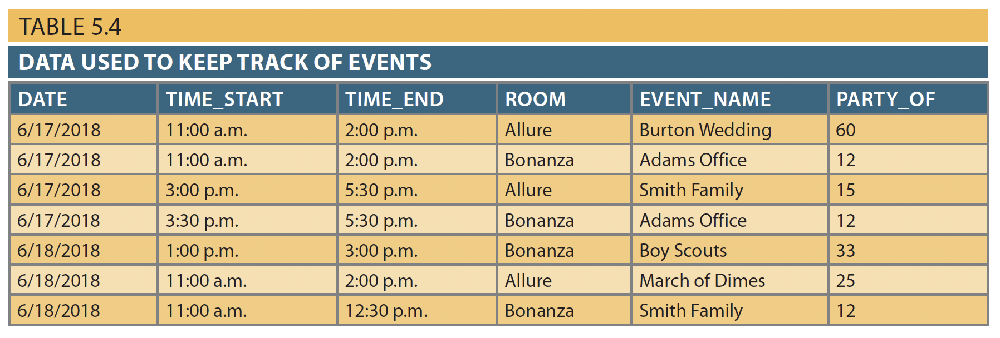 TABLE 5.4
DATA USED TO KEEP TRACK OF EVENTS
DATE TIME_START TIME_END ROOM EVENT_NAME PARTY_OF
6/17/2018 11:00 a.m. 2:00 p.m. Allure Burton Wedding 60
6/17/2018 11:00 a.m. 2:00 p.m. Bonanza Adams Office 12
6/17/2018 3:00 p.m. 5:30 p.m. Allure Smith Family 15
6/17/2018 3:30 p.m. 5:30 p.m. Bonanza Adams Office 12
6/18/2018 1:00 p.m. 3:00 p.m. Bonanza Boy Scouts 33
6/18/2018 11:00 a.m. 2:00 p.m. Allure March of Dimes 25
6/18/2018 11:00 a.m. 12:30 p.m. Bonanza Smith Family 12